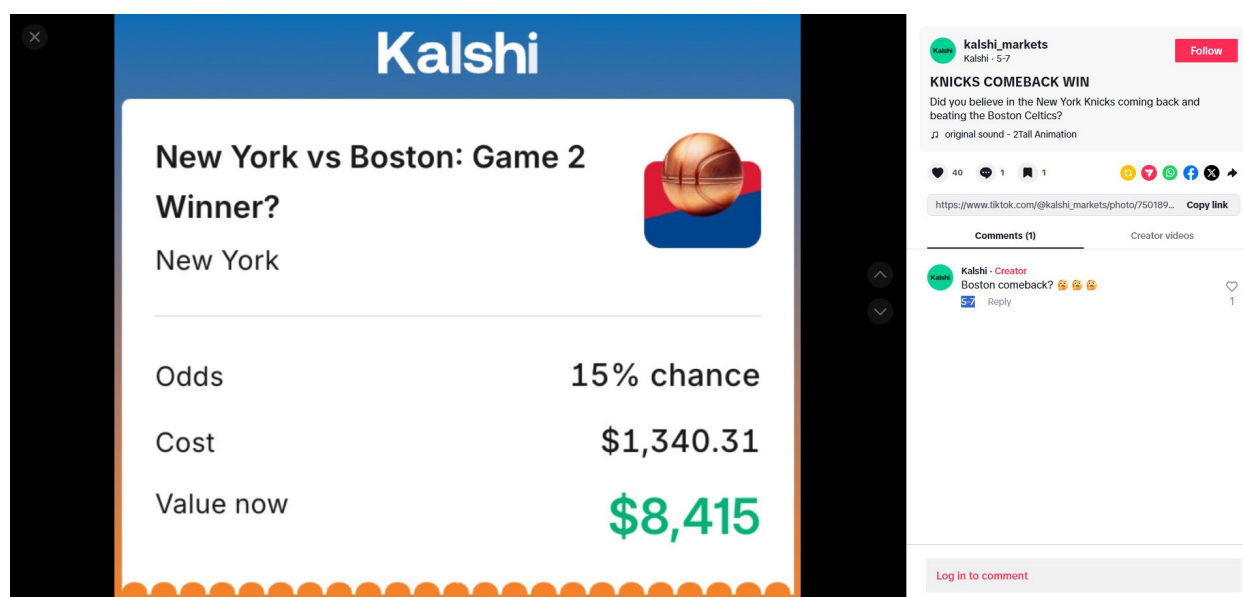 Kalshi
New York vs Boston: Game 2
Winner?
New York
Odds
15% chance
Cost
$1,340.31
Value now
$8,415
Kalshi
kalshi_markets
Kalshi · 5-7
Follow
KNICKS COMEBACK WIN
Did you believe in the New York Knicks coming back and
beating the Boston Celtics?
original sound - 2Tall Animation
40
1
1
https://www.tiktok.com/@kalshi_markets/photo/750189...
Copy link
Comments (1)
Creator videos
Kalshi
Kalshi · Creator
Boston comeback? 🤔 🤔 🤔
5-7
Reply
1
Log in to comment